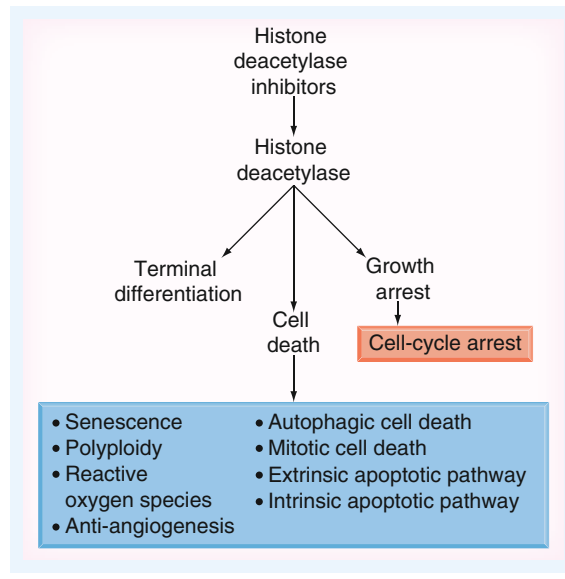 Histone
deacetylase
inhibitors
Histone
deacetylase
Terminal
differentiation
Growth
arrest
Cell
death
Cell-cycle arrest
• Senescence
• Polyploidy
• Reactive
oxygen species
• Anti-angiogenesis
• Autophagic cell death
• Mitotic cell death
• Extrinsic apoptotic pathway
• Intrinsic apoptotic pathway